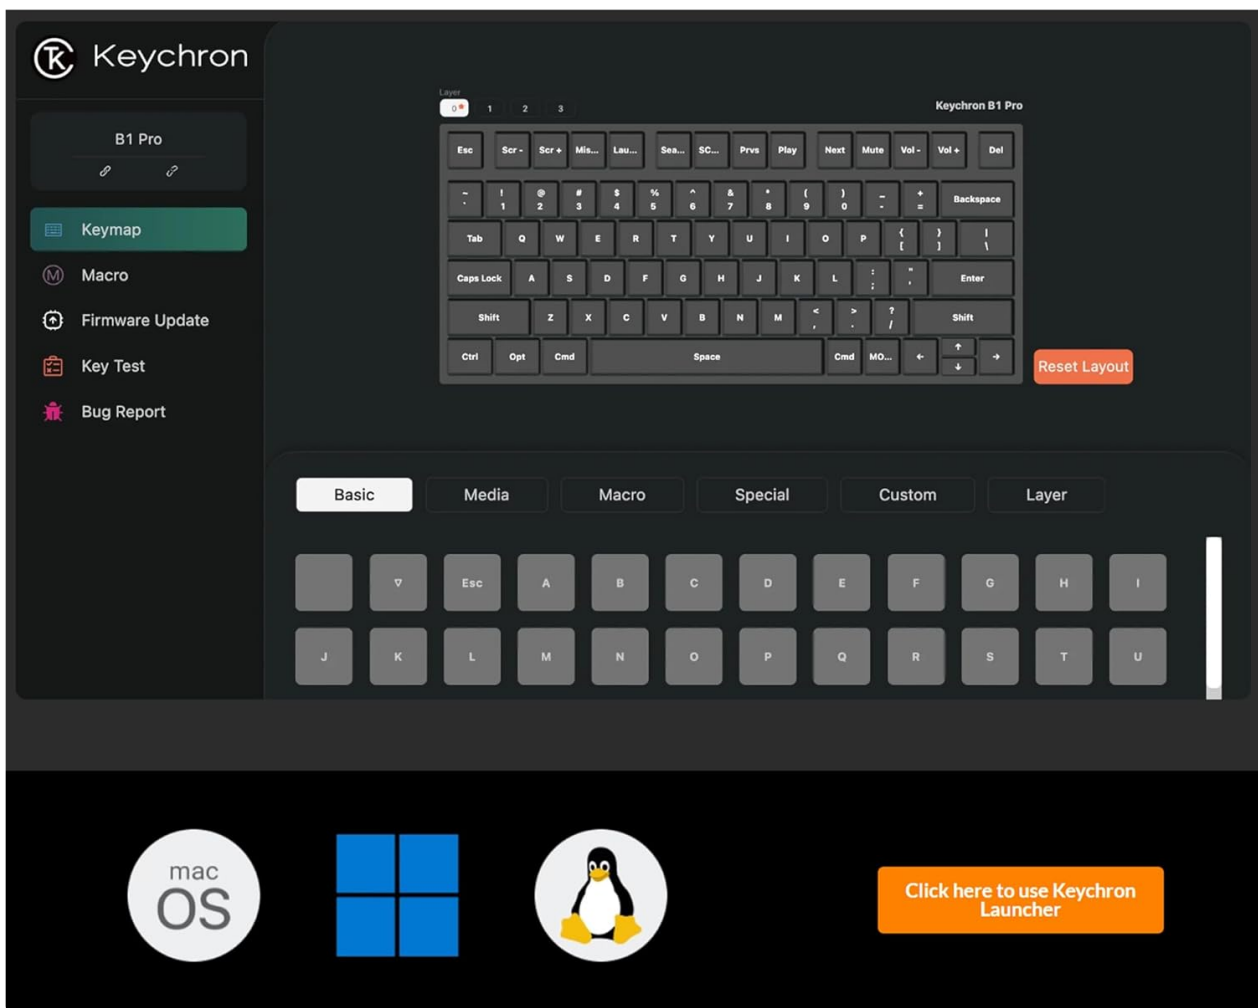 Keychron
B1 Pro
Keymap
Macro
Firmware Update
Key Test
Bug Report
Layer
0 1 2 3
Keychron B1 Pro
Esc Scr - Scr + Mis... Lau... Sea... SC... Prvs Play Next Mute Vol - Vol + Del
~ ! @ # $ % ^ & * ( ) _ +
` 1 2 3 4 5 6 7 8 9 0 - = Backspace
Tab Q W E R T Y U I O P { [ } ] | \
Caps Lock A S D F G H J K L : ; " ' Enter
Shift Z X C V B N M < , > . ? / Shift
Ctrl Opt Cmd Space Cmd MO... ← ↑ ↓ →
Reset Layout
Basic Media Macro Special Custom Layer
▽ Esc A B C D E F G H I
J K L M N O P Q R S T U
mac
OS
Click here to use Keychron
Launcher